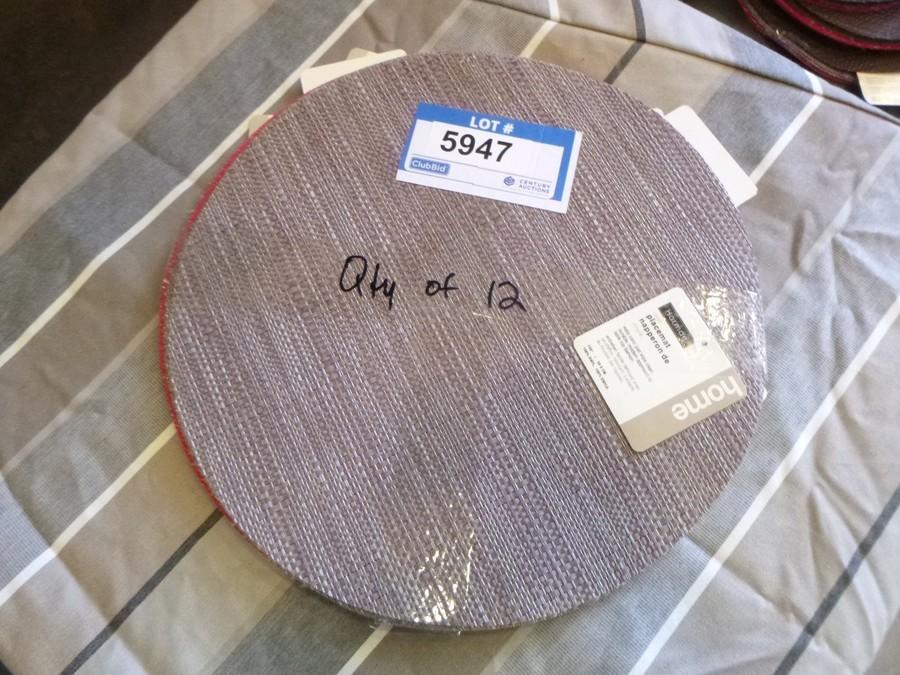 LOT #
5947
ClubBid
CENTURY
AUCTIONS
Qty of 12
placemat
napperon de
home